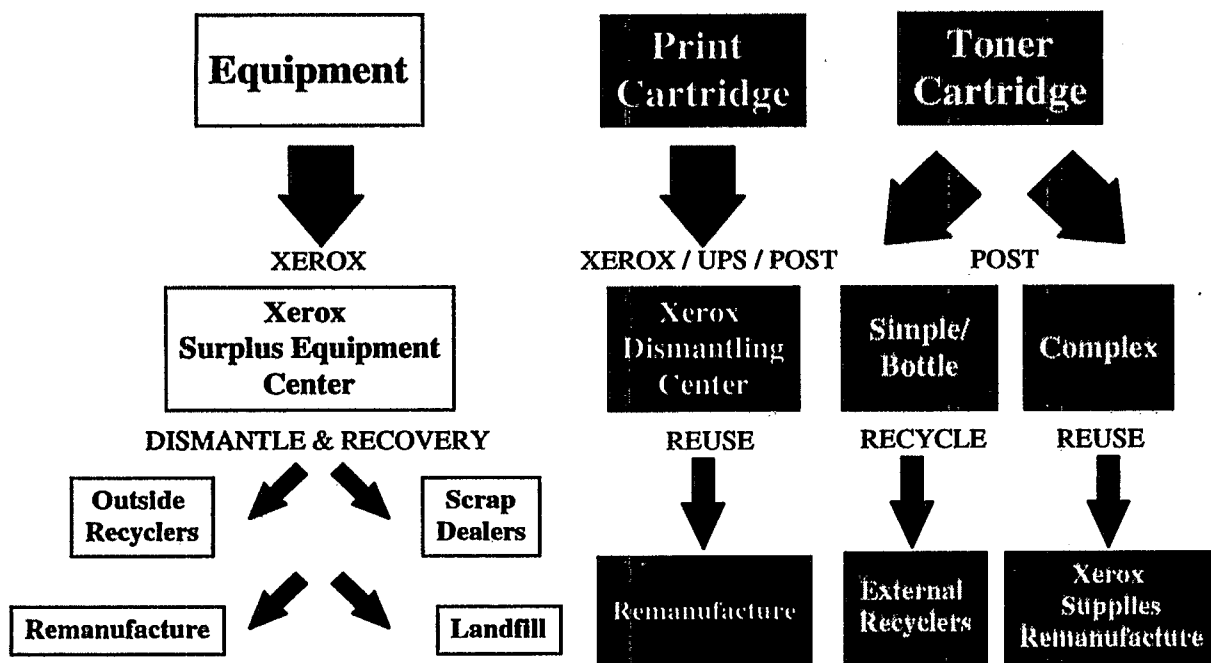 Equipment
Print
Cartridge
Toner
Cartridge
XEROX
XEROX / UPS / POST
POST
Xerox
Surplus Equipment
Center
Xerox
Dismantling
Center
Simple/
Bottle
Complex
DISMANTLE & RECOVERY
REUSE
RECYCLE
REUSE
Outside
Recyclers
Scrap
Dealers
Remanufacture
Landfill
Remanufacture
External
Recyclers
Xerox
Supplies
Remanufacture